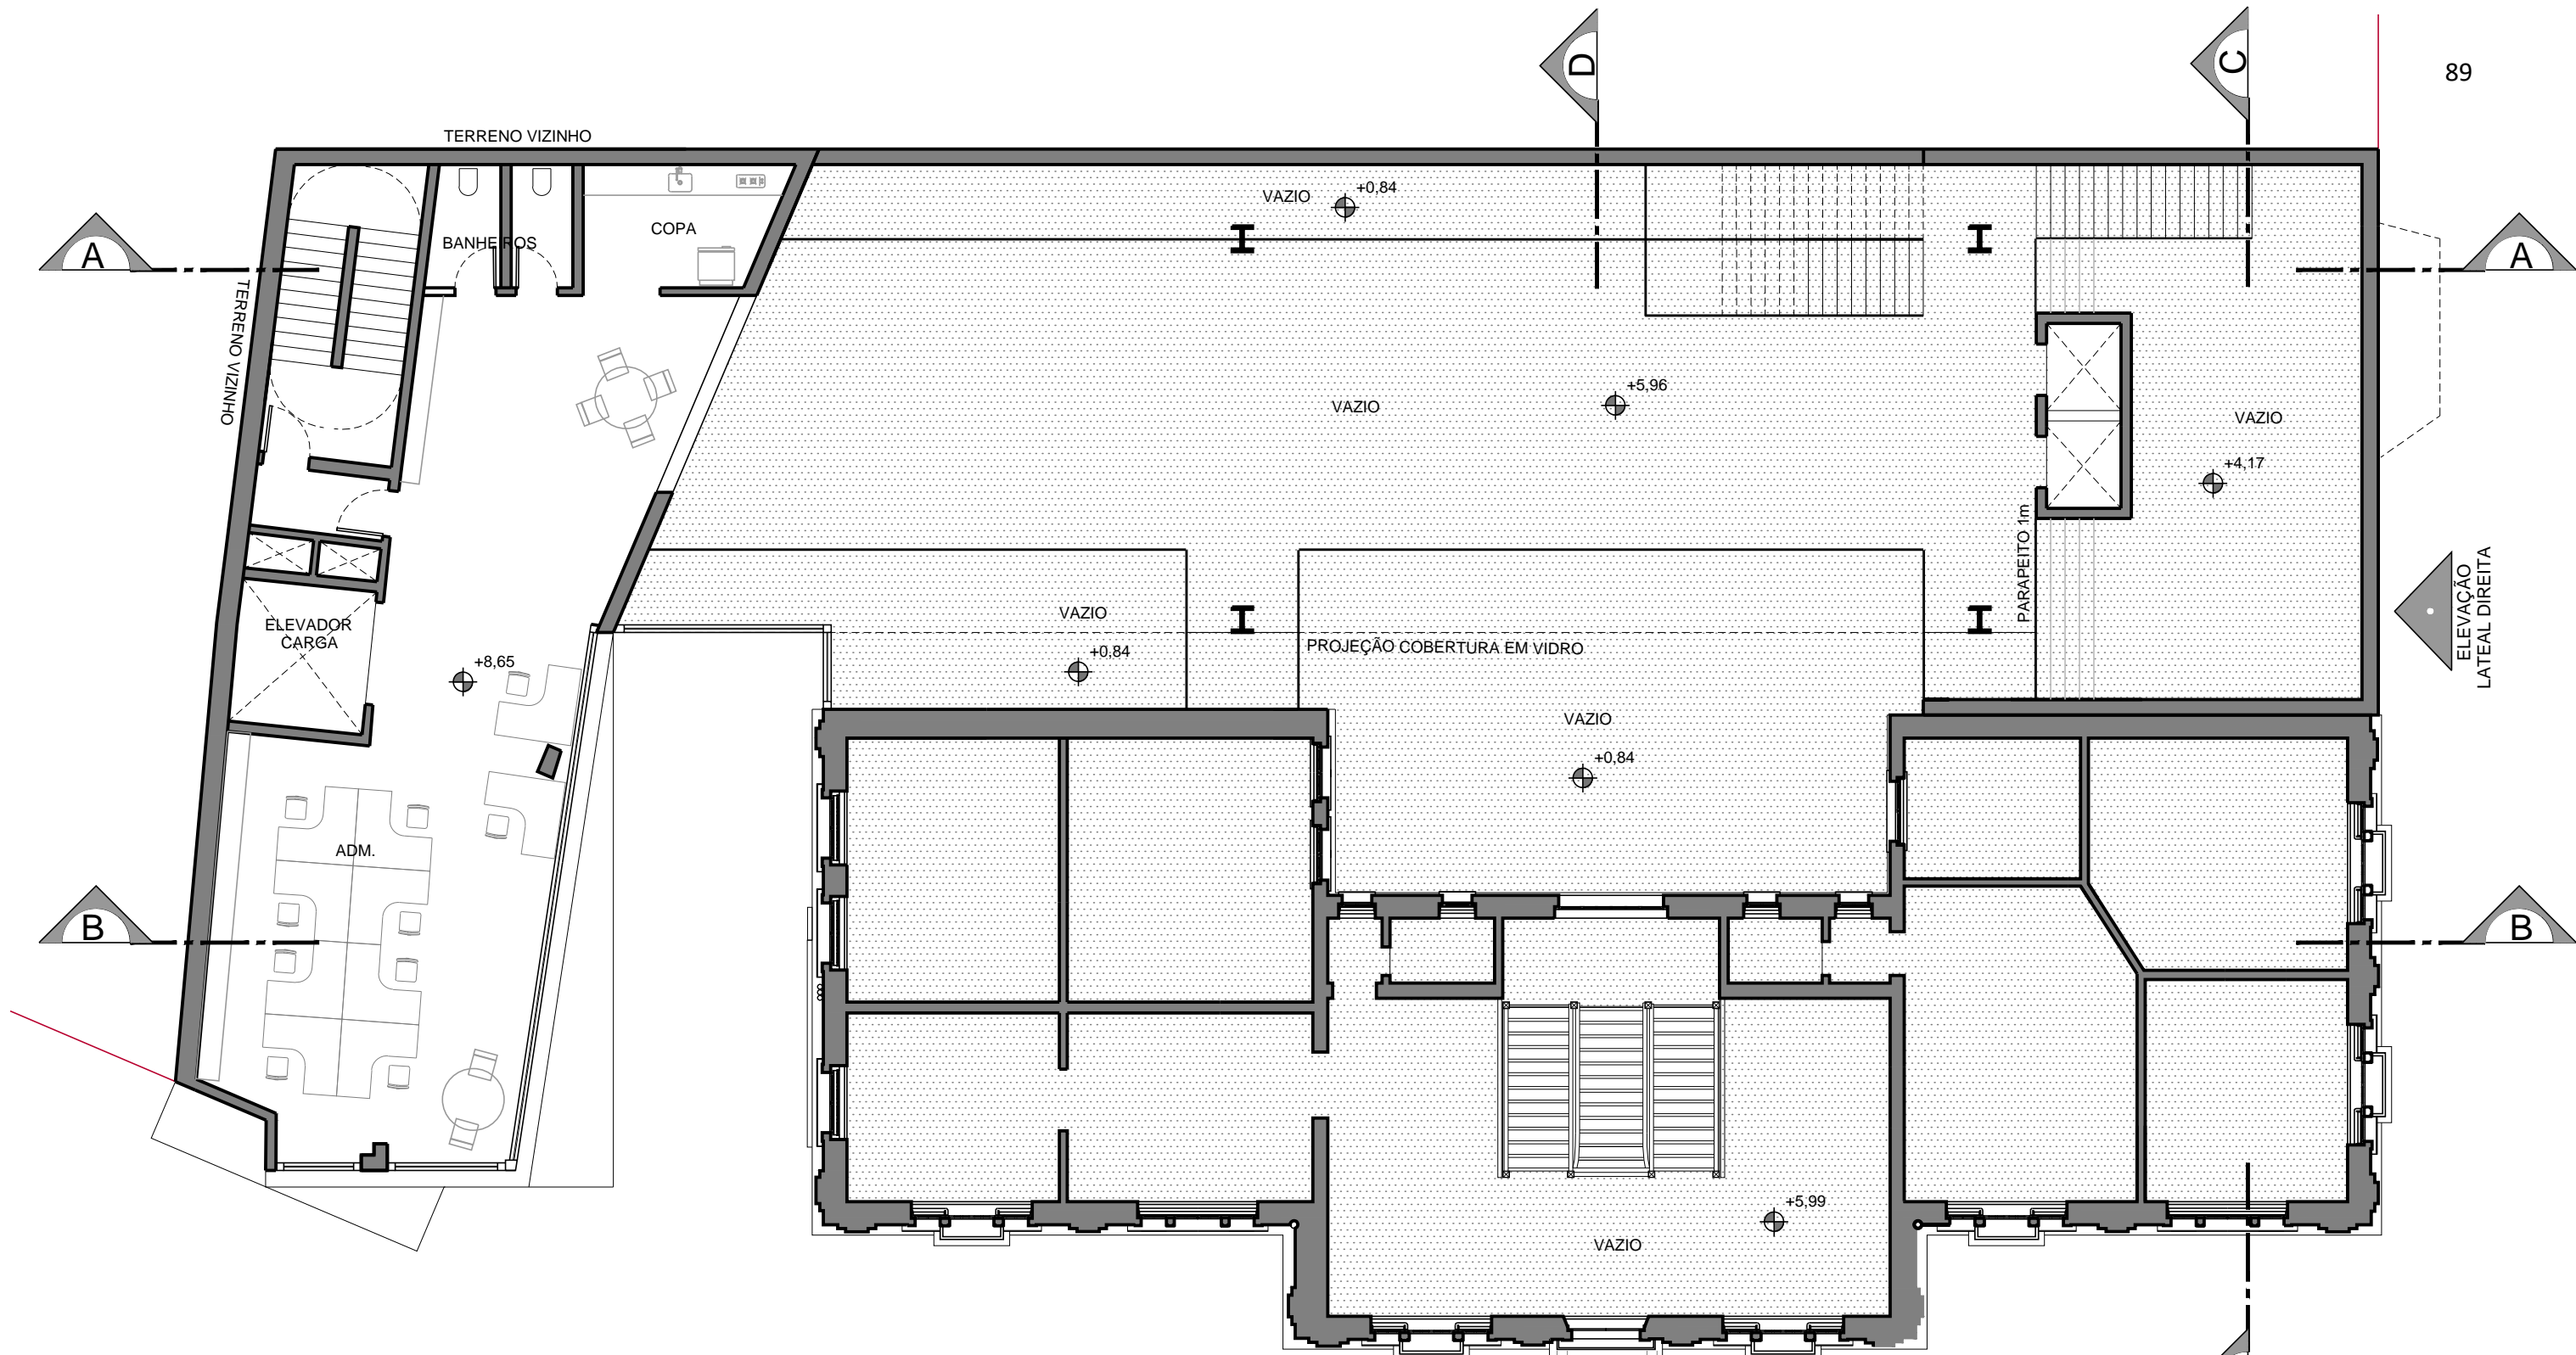 D
C
89
TERRENO VIZINHO
VAZIO
+0,84
BANHEIROS
COPA
A
A
TERRENO VIZINHO
+5,96
VAZIO
VAZIO
+4,17
PARAPEITO 1m
ELEVAÇÃO
LATEAL DIREITA
ELEVADOR
CARGA
VAZIO
+0,84
PROJEÇÃO COBERTURA EM VIDRO
+8,65
VAZIO
+0,84
ADM.
B
B
+5,99
VAZIO